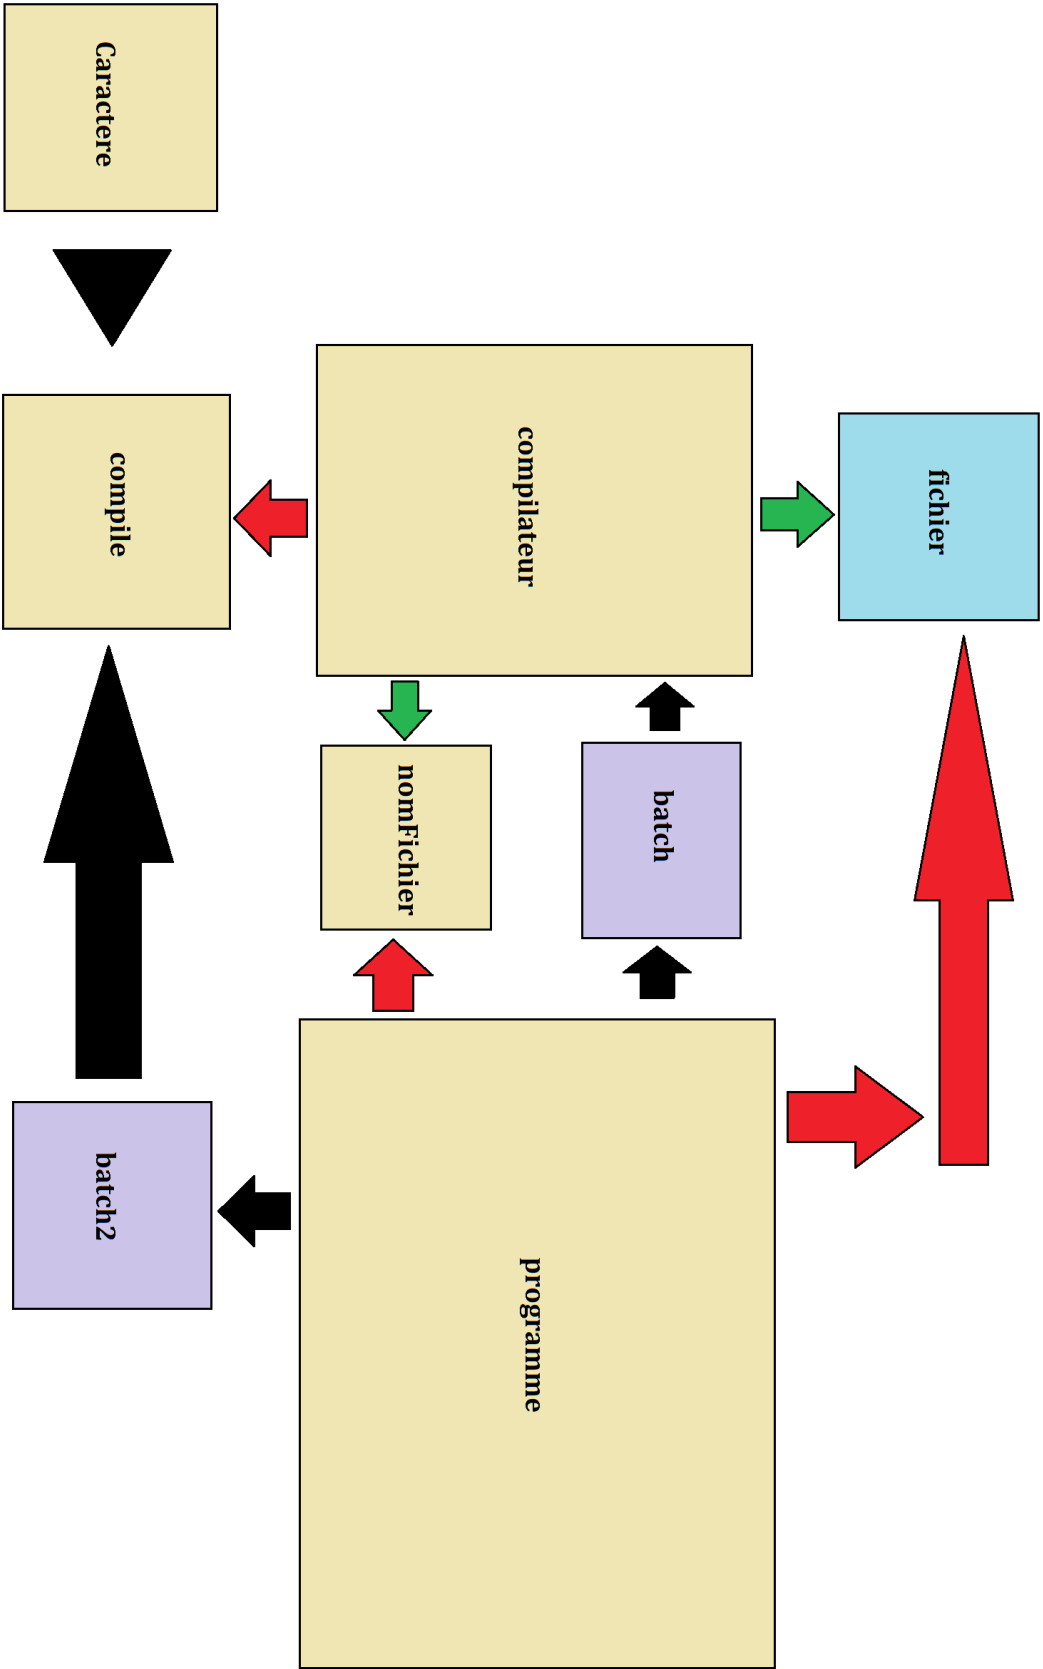 fichier
batch
compilateur
programme
nomFichier
Caractere
compile
batch2